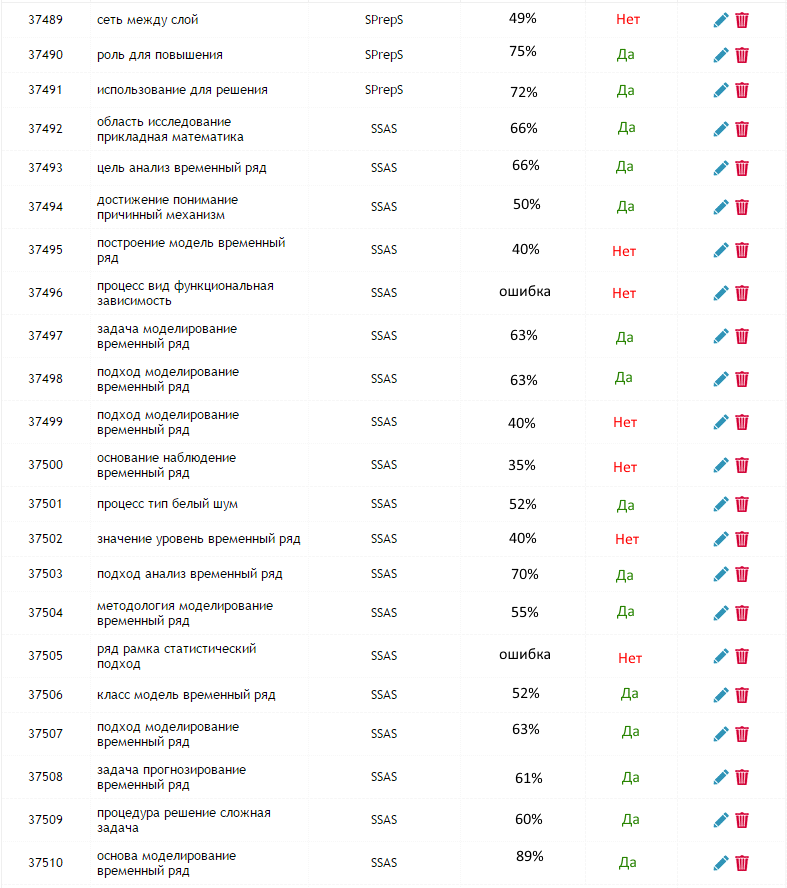 37489 сеть между слой SPrepS 49% Нет
37490 роль для повышения SPrepS 75% Да
37491 использование для решения SPrepS 72% Да
37492 область исследование
прикладная математика SSAS 66% Да
37493 цель анализ временный ряд SSAS 66% Да
37494 достижение понимание
причинный механизм SSAS 50% Да
37495 построение модель временный
ряд SSAS 40% Нет
37496 процесс вид функциональная
зависимость SSAS ошибка Нет
37497 задача моделирование
временный ряд SSAS 63% Да
37498 подход моделирование
временный ряд SSAS 63% Да
37499 подход моделирование
временный ряд SSAS 40% Нет
37500 основание наблюдение
временный ряд SSAS 35% Нет
37501 процесс тип белый шум SSAS 52% Да
37502 значение уровень временный ряд SSAS 40% Нет
37503 подход анализ временный ряд SSAS 70% Да
37504 методология моделирование
временный ряд SSAS 55% Да
37505 ряд рамка статистический
подход SSAS ошибка Нет
37506 класс модель временный ряд SSAS 52% Да
37507 подход моделирование
временный ряд SSAS 63% Да
37508 задача прогнозирование
временный ряд SSAS 61% Да
37509 процедура решение сложная
задача SSAS 60% Да
37510 основа моделирование
временный ряд SSAS 89% Да